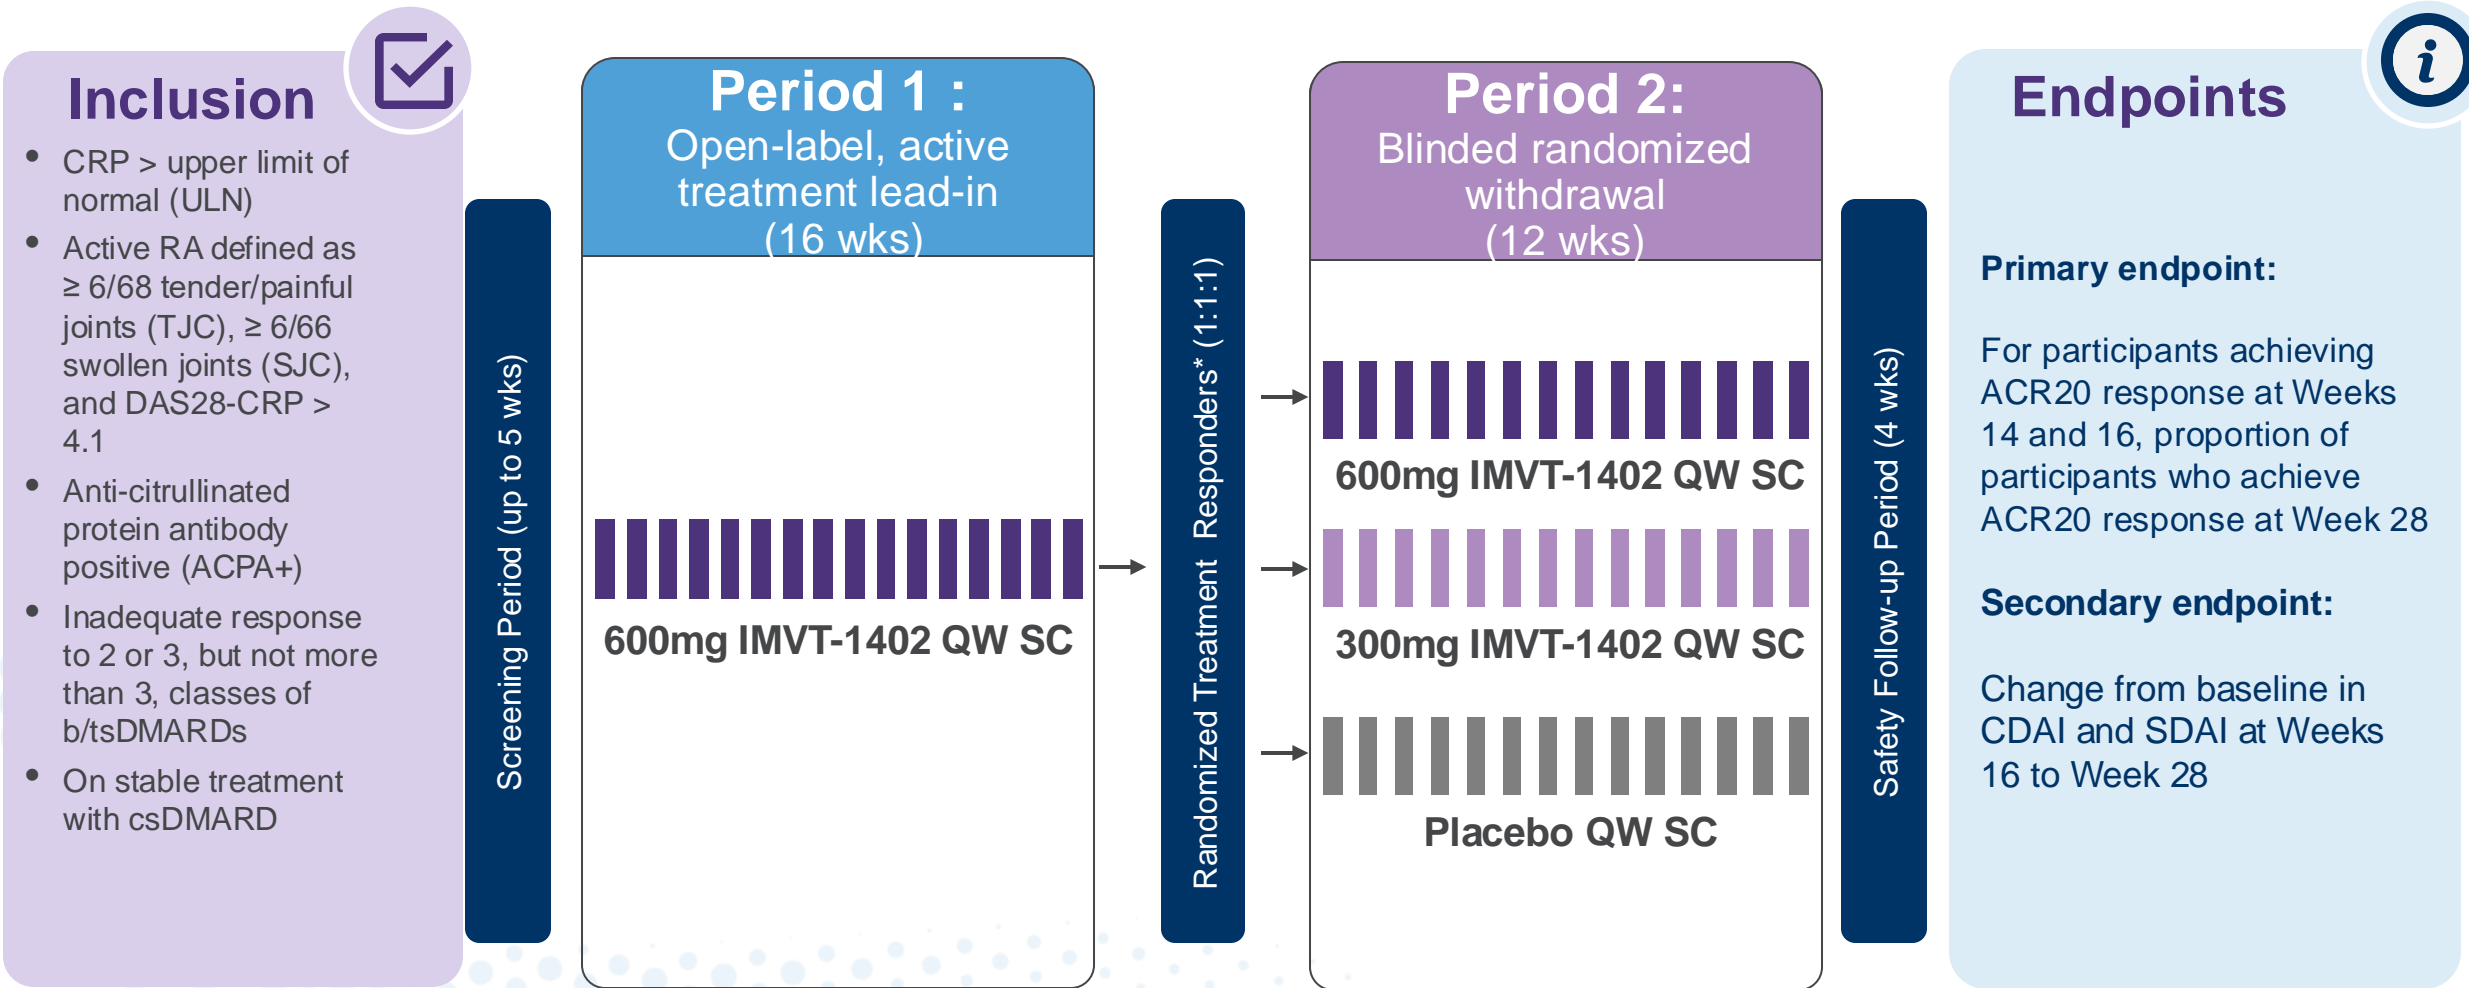 Inclusion
• CRP > upper limit of
normal (ULN)
• Active RA defined as
≥ 6/68 tender/painful
joints (TJC), ≥ 6/66
swollen joints (SJC),
and DAS28-CRP >
4.1
• Anti-citrullinated
protein antibody
positive (ACPA+)
• Inadequate response
to 2 or 3, but not more
than 3, classes of
b/tsDMARDs
• On stable treatment
with csDMARD
Screening Period (up to 5 wks)
Period 1 :
Open-label, active
treatment lead-in
(16 wks)
600mg IMVT-1402 QW SC
Randomized Treatment Responders* (1:1:1)
Period 2:
Blinded randomized
withdrawal
(12 wks)
600mg IMVT-1402 QW SC
300mg IMVT-1402 QW SC
Placebo QW SC
Safety Follow-up Period (4 wks)
i
Endpoints
Primary endpoint:
For participants achieving
ACR20 response at Weeks
14 and 16, proportion of
participants who achieve
ACR20 response at Week 28
Secondary endpoint:
Change from baseline in
CDAI and SDAI at Weeks
16 to Week 28